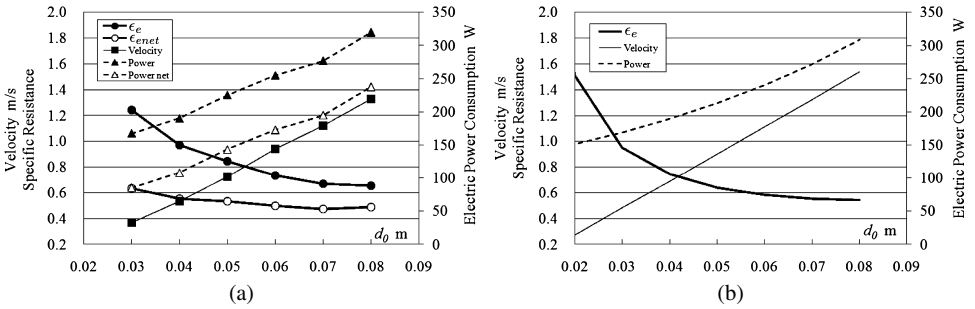 Velocity m/s
Specific Resistance
2.0
1.8
1.6
1.4
1.2
1.0
0.8
0.6
0.4
0.2
ϵe
ϵenet
Velocity
Power
Power net
350
300
250
200
150
100
50
0
Electric Power Consumption W
d0 m
0.02 0.03 0.04 0.05 0.06 0.07 0.08 0.09
(a)
Velocity m/s
Specific Resistance
2.0
1.8
1.6
1.4
1.2
1.0
0.8
0.6
0.4
0.2
ϵe
Velocity
Power
350
300
250
200
150
100
50
0
Electric Power Consumption W
d0 m
0.02 0.03 0.04 0.05 0.06 0.07 0.08 0.09
(b)